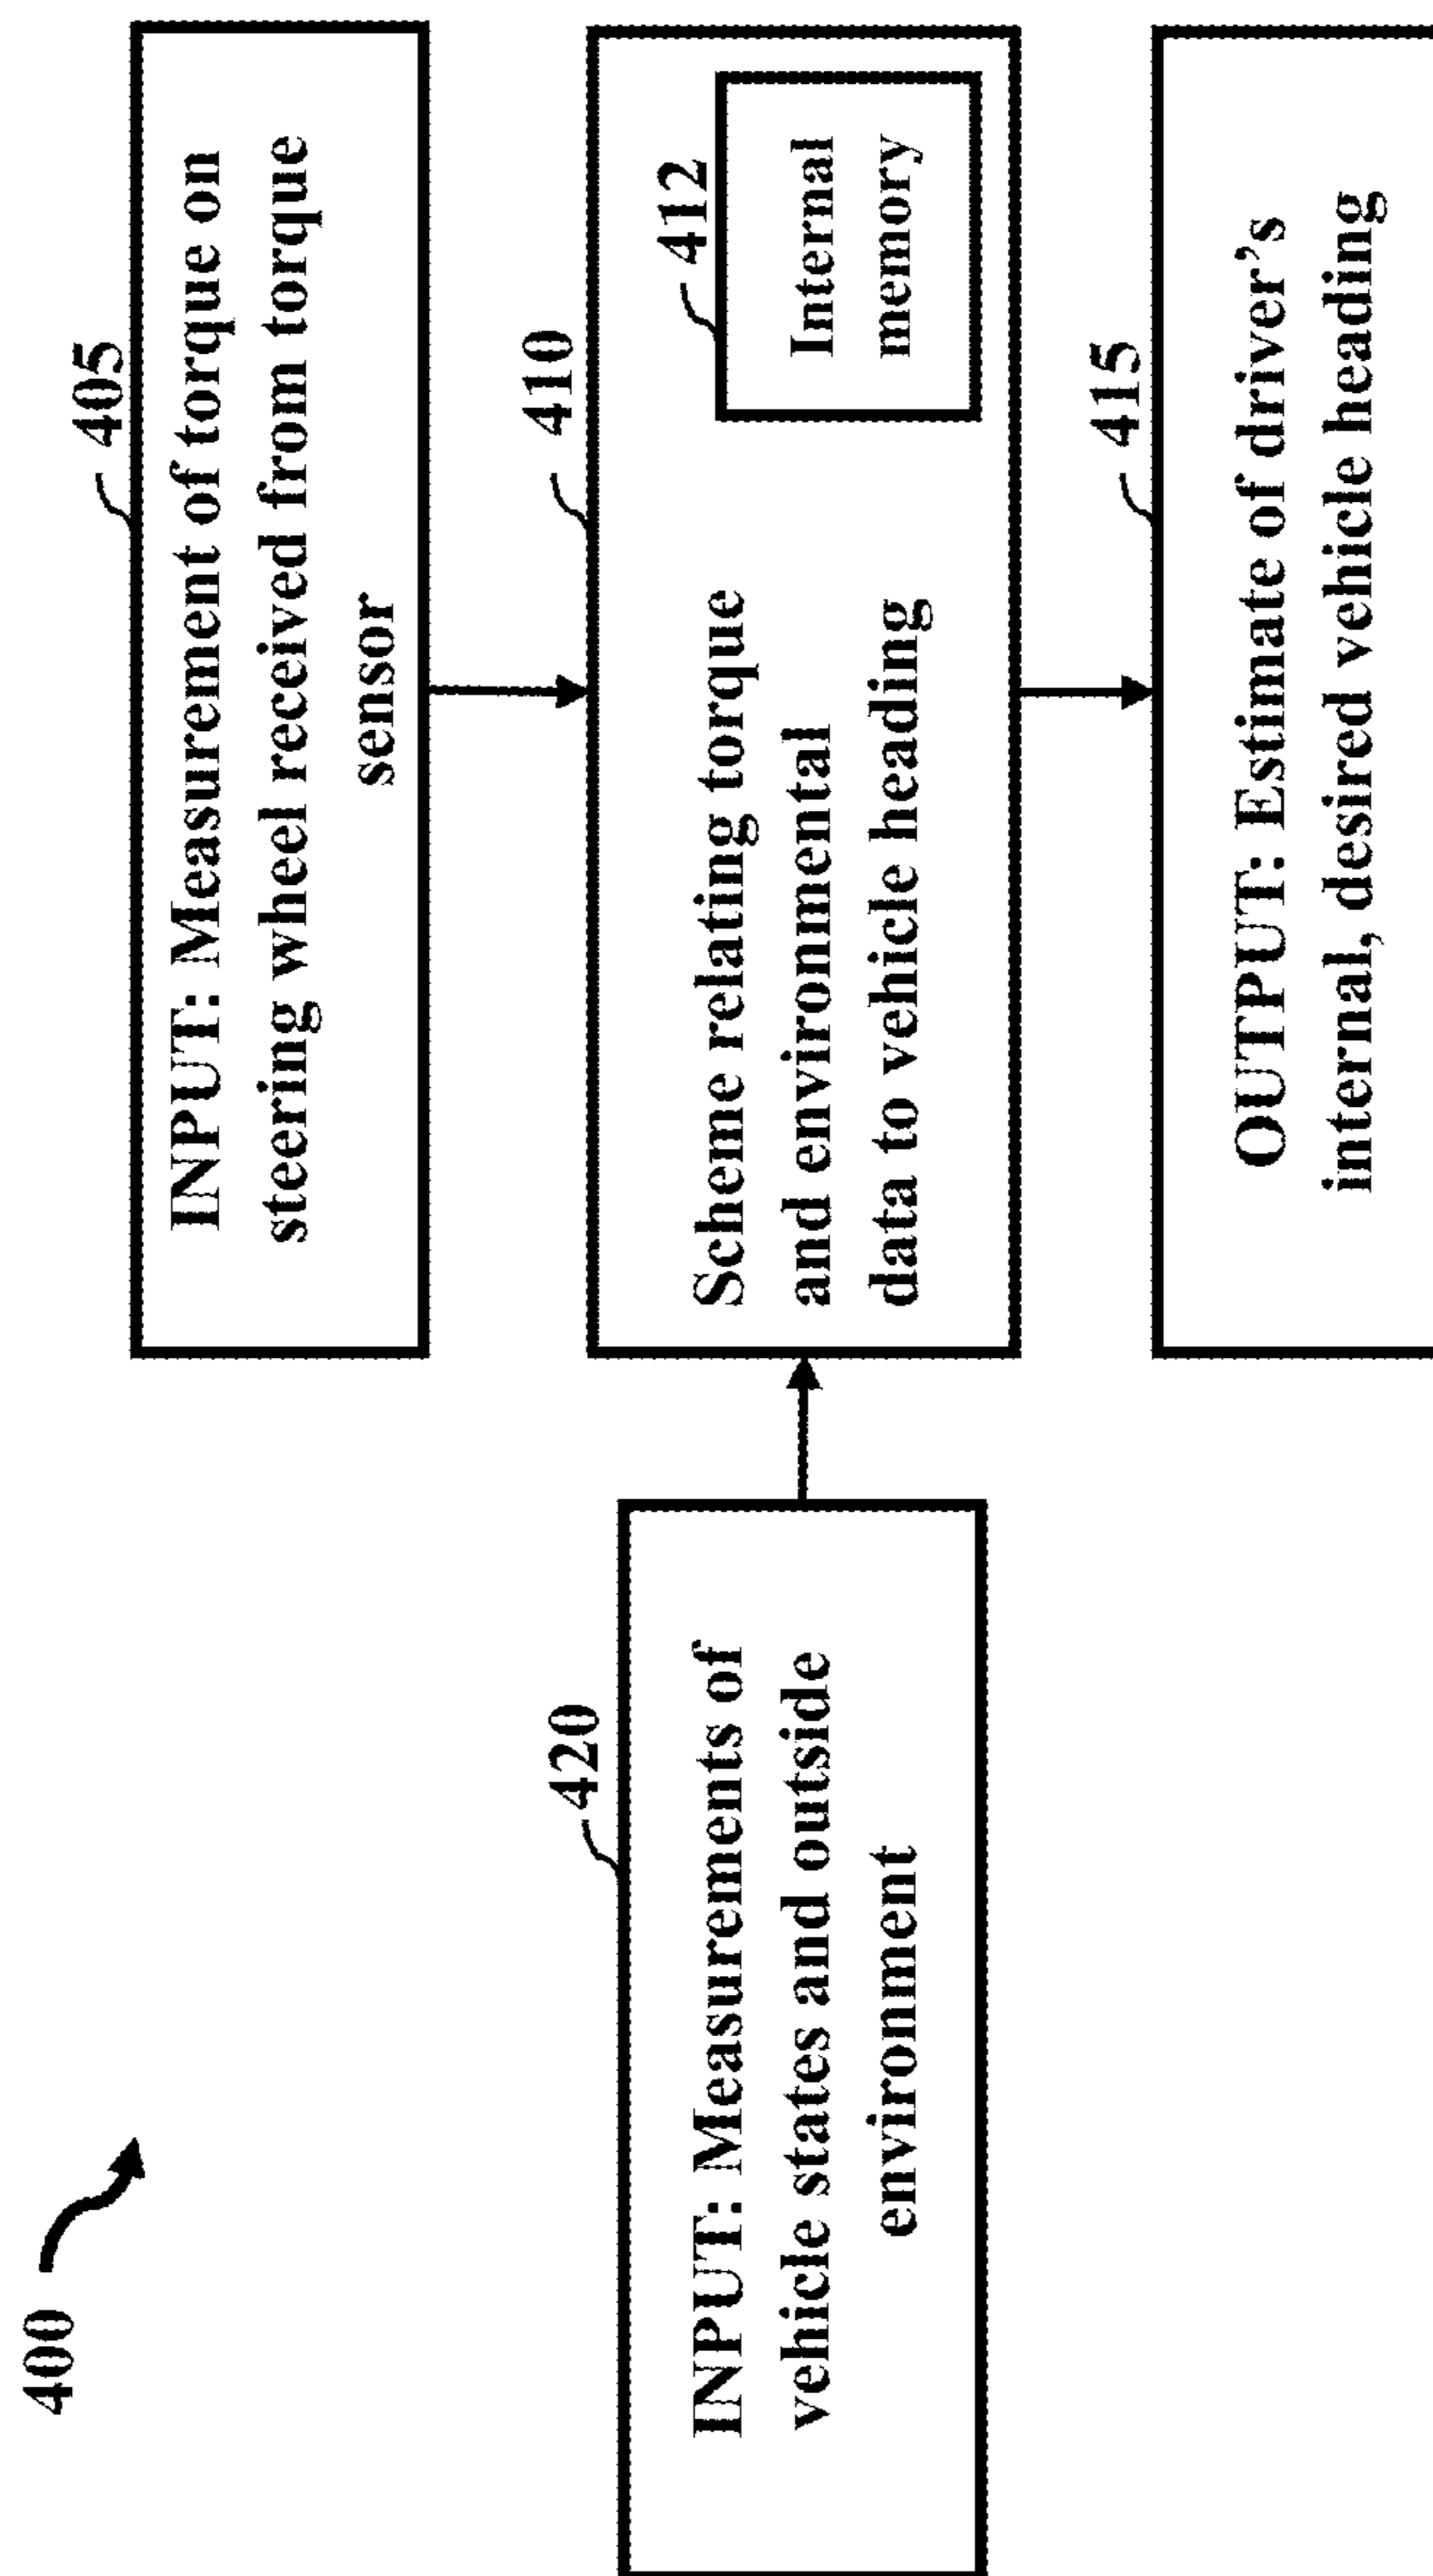 400
405
INPUT: Measurement of torque on
steering wheel received from torque
sensor
420
INPUT: Measurements of
vehicle states and outside
environment
410
Scheme relating torque
and environmental
data to vehicle heading
412
Internal
memory
415
OUTPUT: Estimate of driver’s
internal, desired vehicle heading